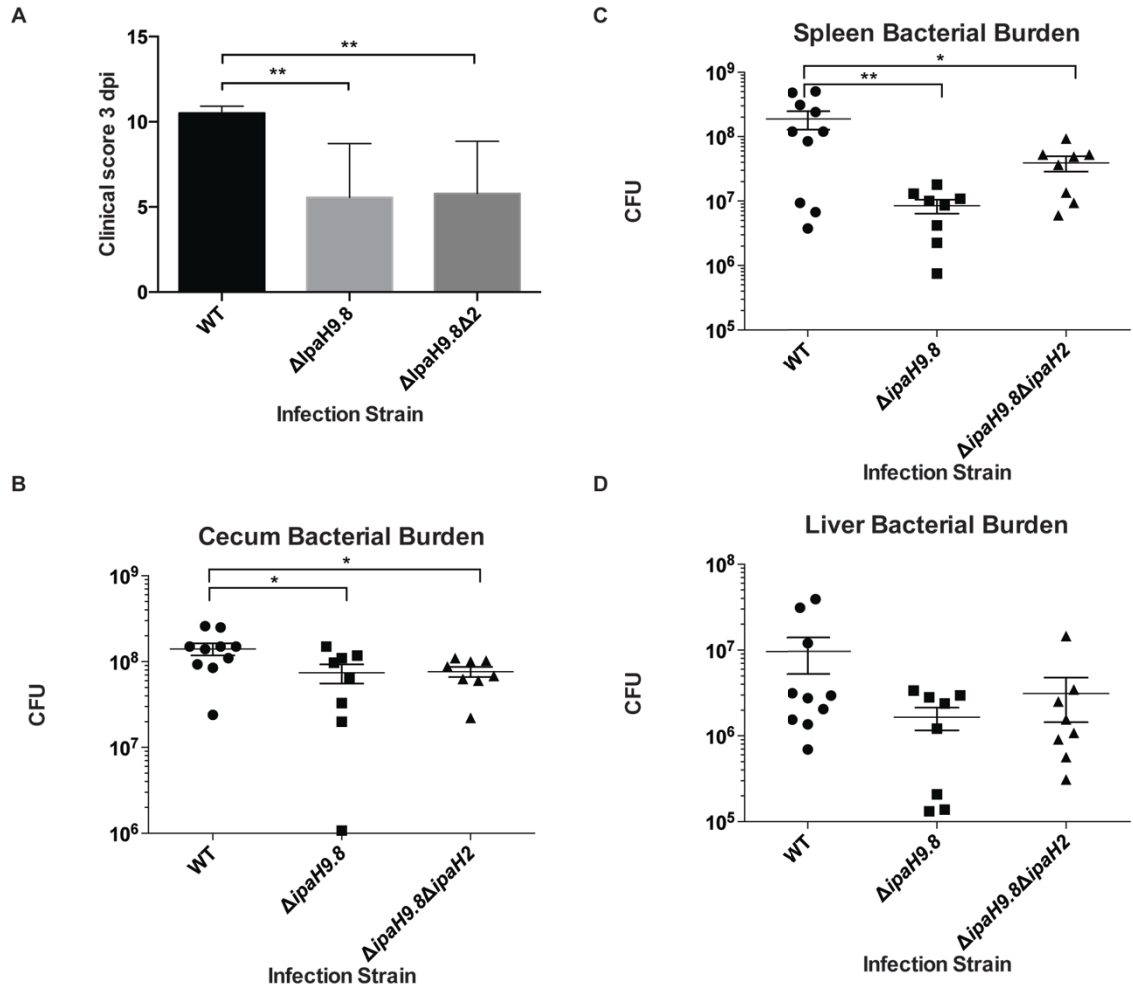 A
15
10
5
0
Clinical score 3 dpi
**
**
WT
ΔIpaH9.8
ΔIpaH9.8Δ2
Infection Strain
B
Cecum Bacterial Burden
10⁹
10⁸
10⁷
10⁶
CFU
*
*
WT
ΔipaH9.8
ΔipaH9.8ΔipaH2
Infection Strain
C
Spleen Bacterial Burden
10⁹
10⁸
10⁷
10⁶
10⁵
CFU
*
**
WT
ΔipaH9.8
ΔipaH9.8ΔipaH2
Infection Strain
D
Liver Bacterial Burden
10⁸
10⁷
10⁶
10⁵
CFU
WT
ΔipaH9.8
ΔipaH9.8ΔipaH2
Infection Strain